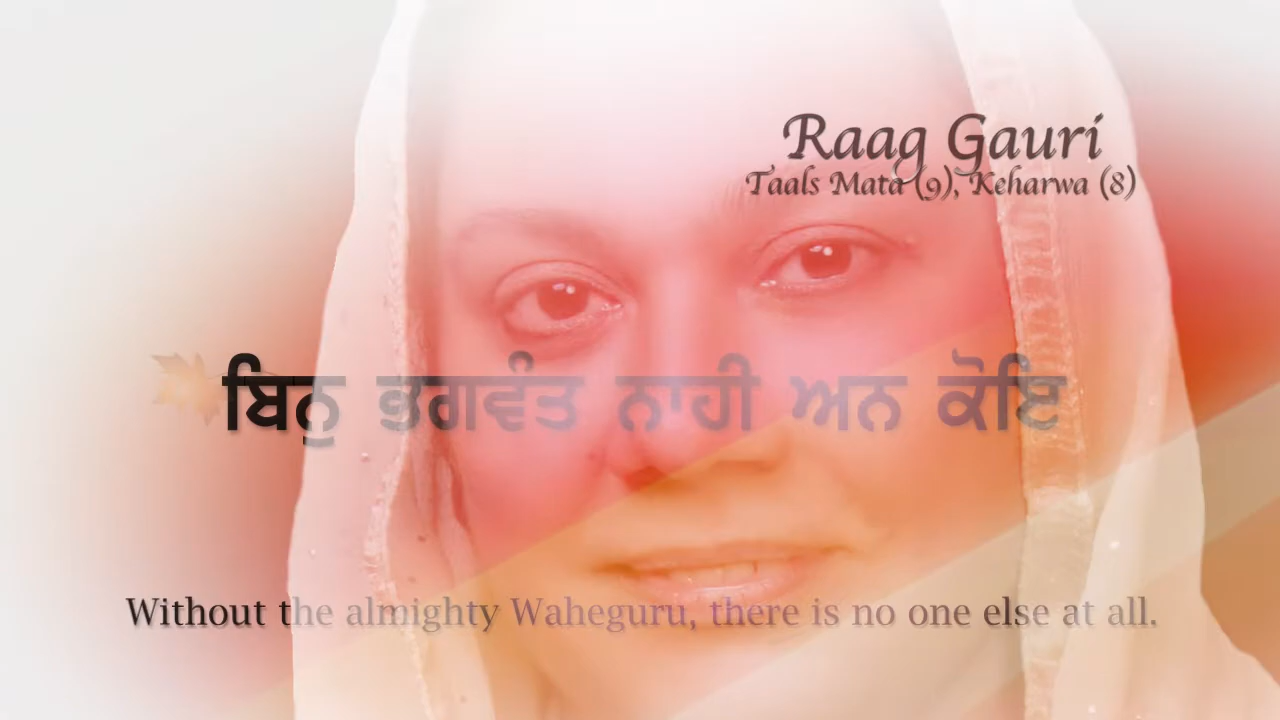 Raag Gauri
Taals Mata (9), Keharwa (8)
ਬਿਨੁ ਭਗਵੰਤ ਨਾਹੀ ਅਨ ਕੋਇ
Without the almighty Waheguru, there is no one else at all.